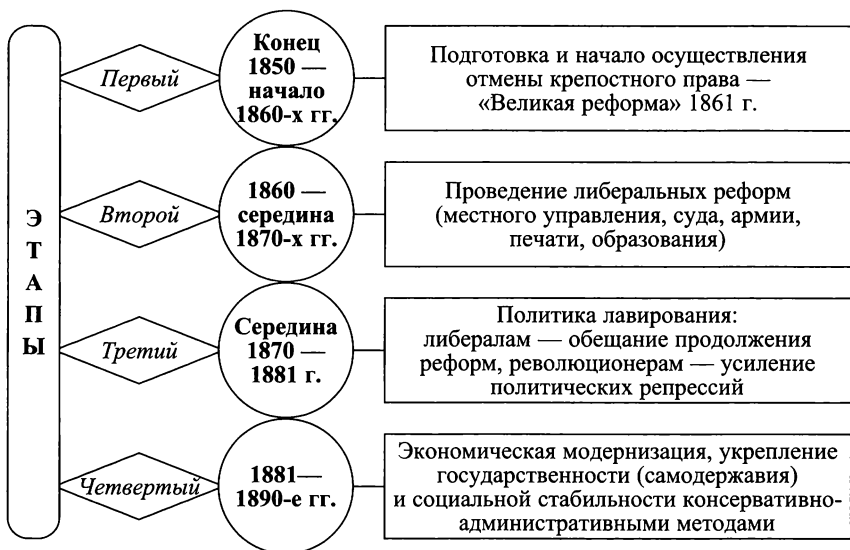 ЭТАПЫ
Первый
Конец
1850 —
начало
1860-х гг.
Подготовка и начало осуществления
отмены крепостного права —
«Великая реформа» 1861 г.
Второй
1860 —
середина
1870-х гг.
Проведение либеральных реформ
(местного управления, суда, армии,
печати, образования)
Третий
Середина
1870 —
1881 г.
Политика лавирования:
либералам — обещание продолжения
реформ, революционерам — усиление
политических репрессий
Четвертый
1881—
1890-е гг.
Экономическая модернизация, укрепление
государственности (самодержавия)
и социальной стабильности консервативно-
административными методами